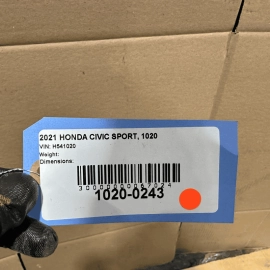 2021 HONDA CIVIC SPORT, 1020
VIN: H541020
Weight:
Dimensions:
1020-0243